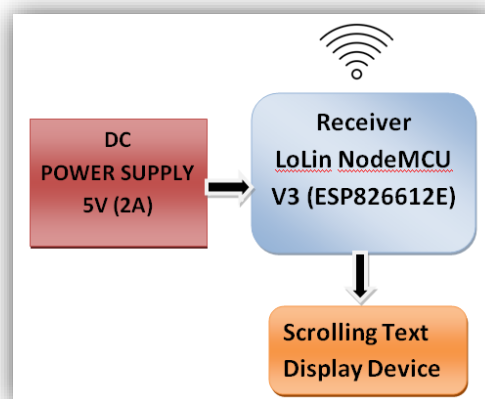 DC
POWER SUPPLY
5V (2A)
Receiver
LoLin NodeMCU
V3 (ESP826612E)
Scrolling Text
Display Device